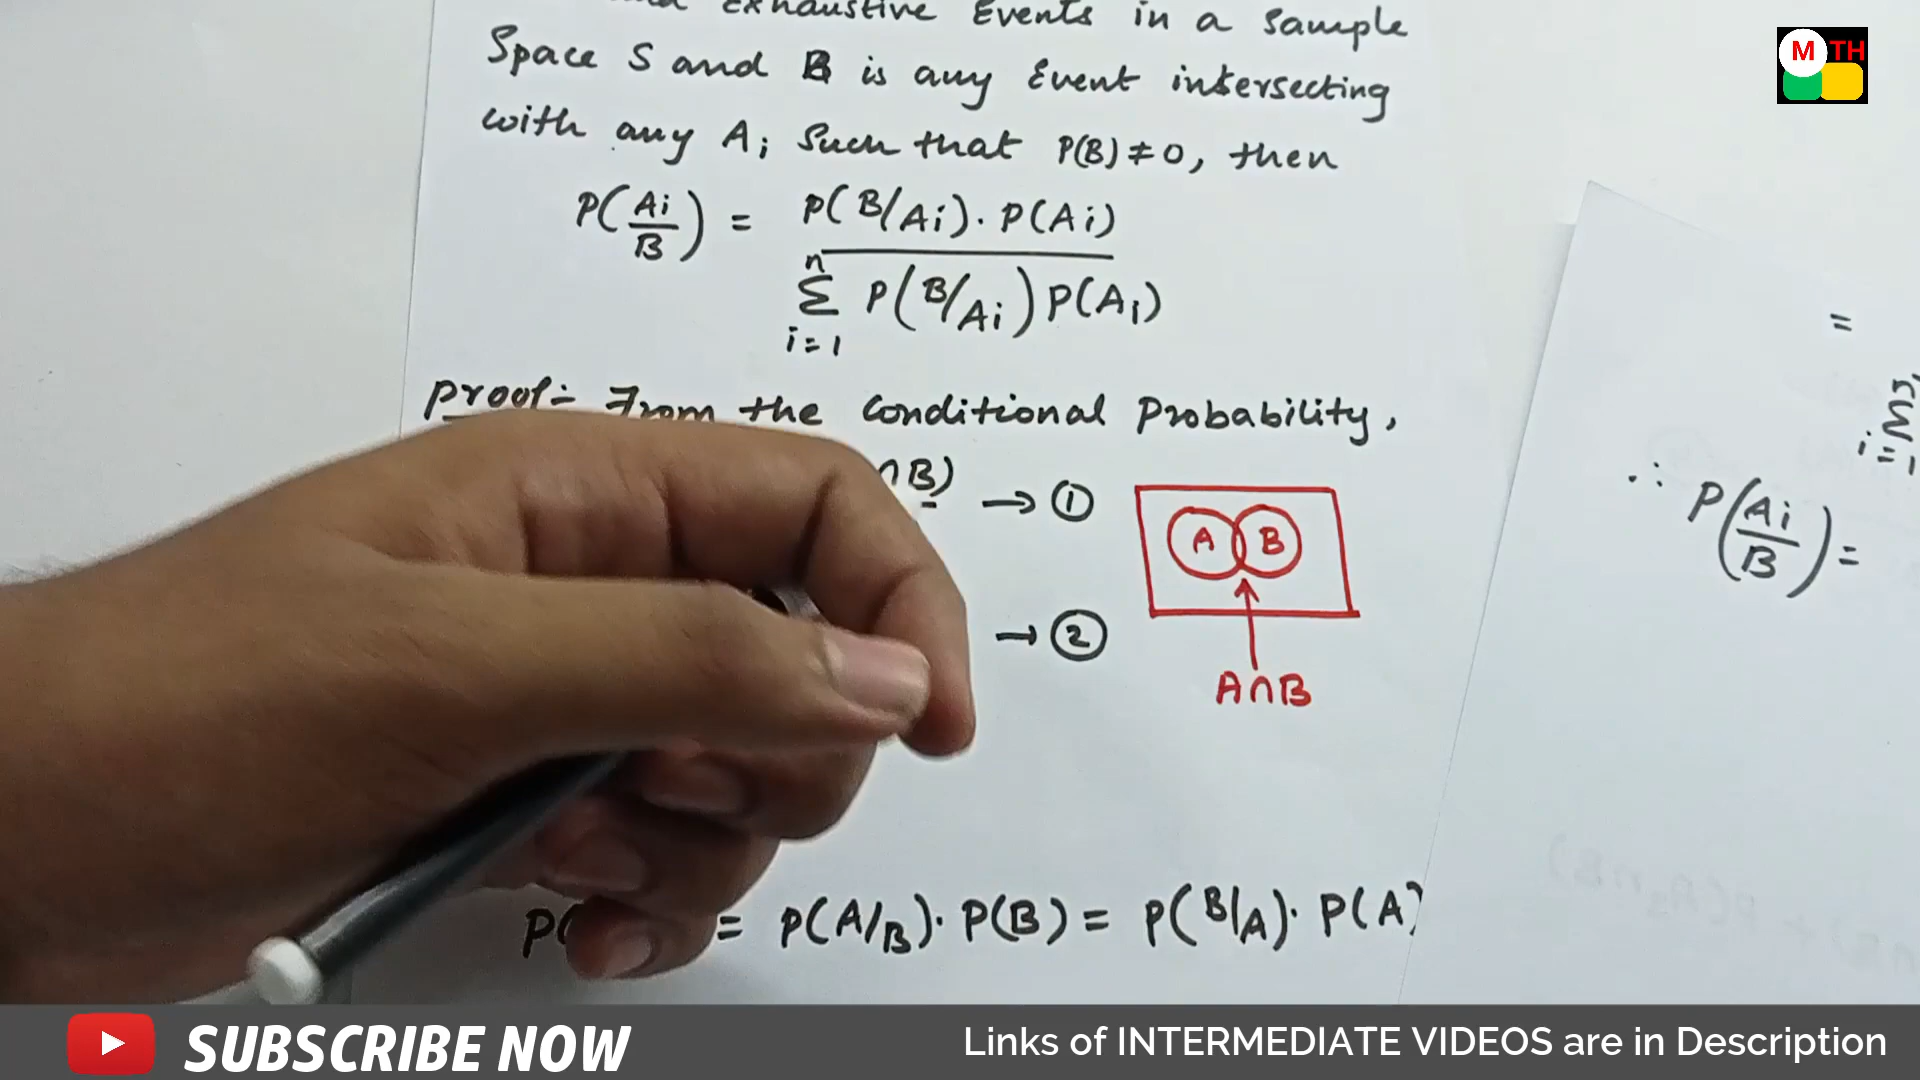 Exhaustive Events in a Sample
Space S and B is any Event intersecting
with any Ai Such that P(B) ≠ 0, then
P(Ai/B) = P(B/Ai). P(Ai)
n
Σ P(B/Ai) P(Ai)
i=1
Proof:- From the Conditional Probability,
∩B) → ①
→ ②
A B
A∩B
P( = P(A/B). P(B) = P(B/A). P(A)
=
n
Σ
i=1
∴ P(Ai/B) =
M TH
SUBSCRIBE NOW
Links of INTERMEDIATE VIDEOS are in Description